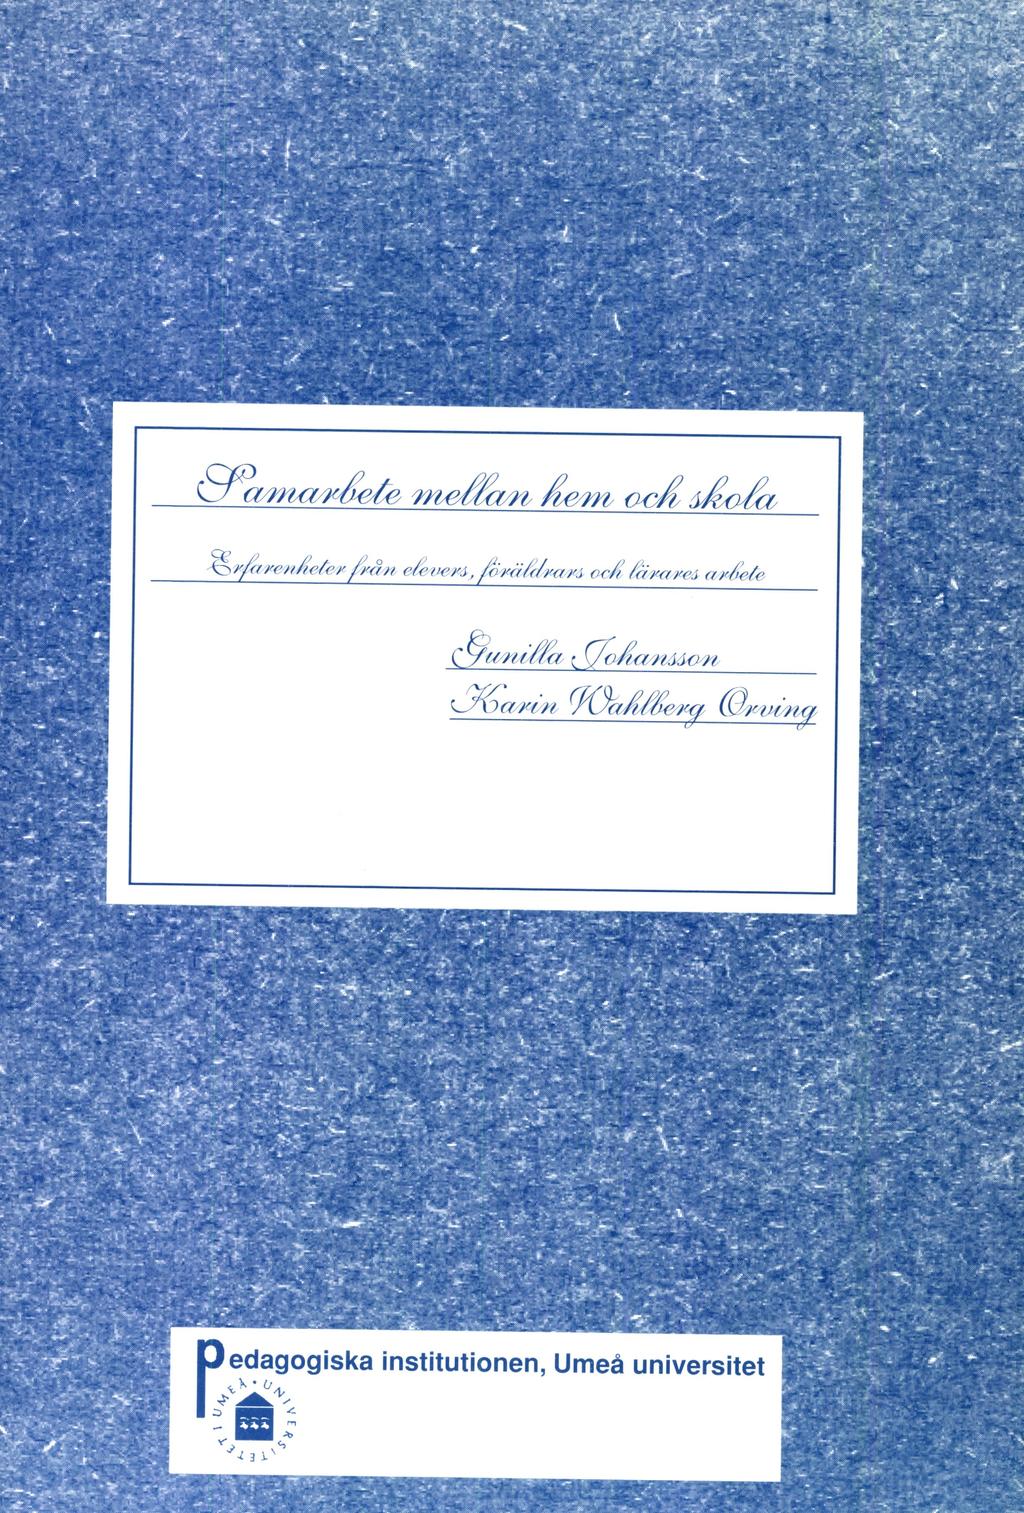 Samarbete mellan hem och skola
Erfarenheter från elevers, föräldrars och lärares arbete
Gunilla Johansson
Karin Wahlberg Orving
Pedagogiska institutionen, Umeå universitet
UMEÅ • UNIVERSITETET I